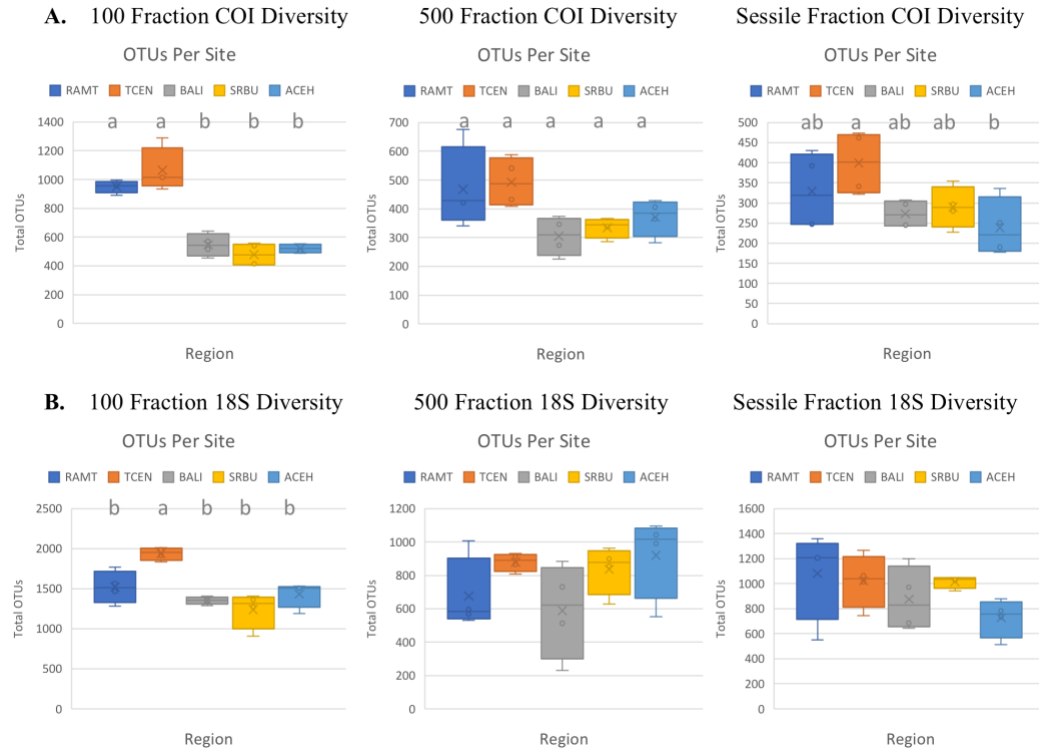 A. 100 Fraction COI Diversity
500 Fraction COI Diversity
Sessile Fraction COI Diversity
OTUs Per Site
RAMT TCEN BALI SRBU ACEH
a a b b b
1400
1200
1000
800
600
400
200
0
Total OTUs
Region
OTUs Per Site
RAMT TCEN BALI SRBU ACEH
a a a a a
700
600
500
400
300
200
100
0
Total OTUs
Region
OTUs Per Site
RAMT TCEN BALI SRBU ACEH
ab a ab ab b
500
450
400
350
300
250
200
150
100
50
0
Total OTUs
Region
B. 100 Fraction 18S Diversity
500 Fraction 18S Diversity
Sessile Fraction 18S Diversity
OTUs Per Site
RAMT TCEN BALI SRBU ACEH
b a b b b
2500
2000
1500
1000
500
0
Total OTUs
Region
OTUs Per Site
RAMT TCEN BALI SRBU ACEH
1200
1000
800
600
400
200
0
Total OTUs
Region
OTUs Per Site
RAMT TCEN BALI SRBU ACEH
1600
1400
1200
1000
800
600
400
200
0
Total OTUs
Region